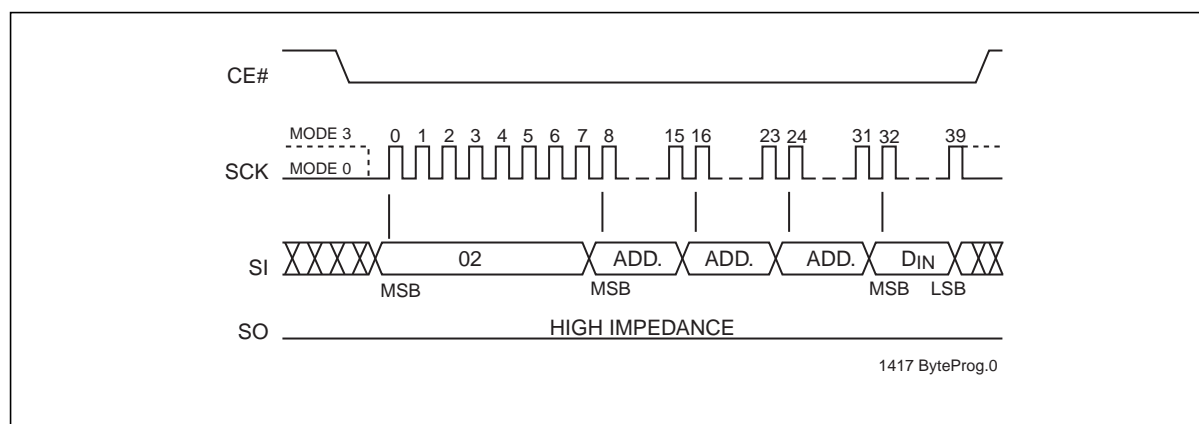 CE#
MODE 3
0 1 2 3 4 5 6 7 8 15 16 23 24 31 32 39
SCK
MODE 0
SI
02 ADD. ADD. ADD. DIN
MSB MSB MSB LSB
SO
HIGH IMPEDANCE
1417 ByteProg.0